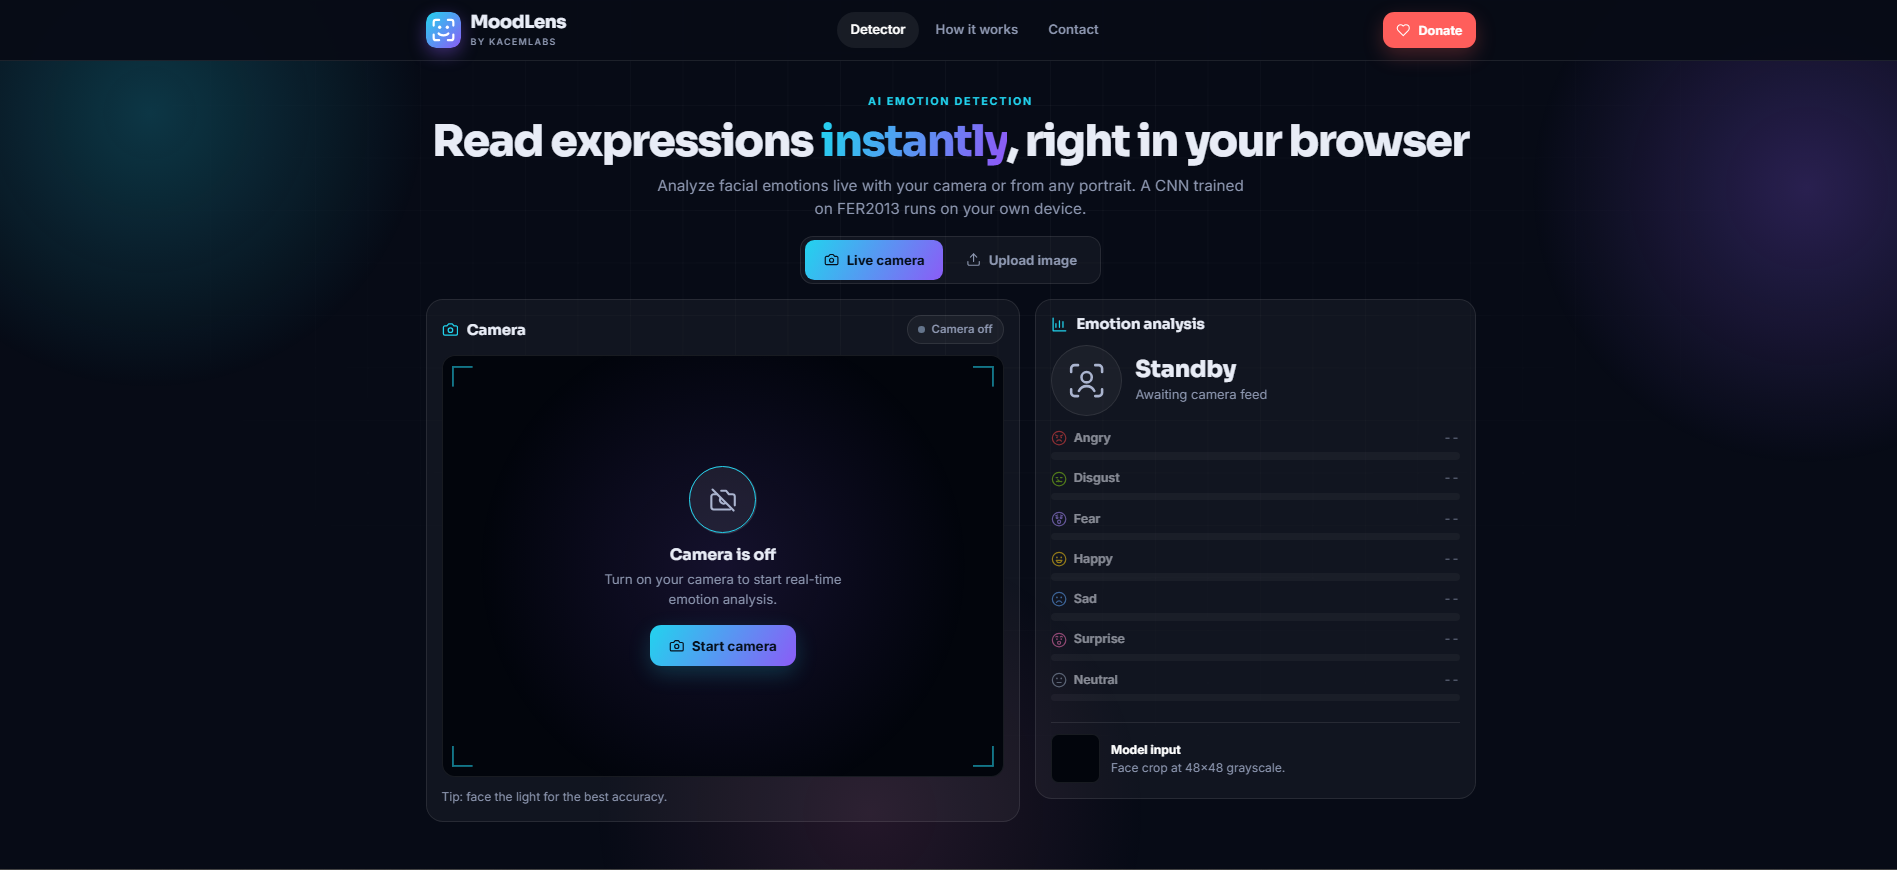 MoodLens
BY KACEMLABS
Detector
How it works
Contact
Donate
AI EMOTION DETECTION
Read expressions instantly, right in your browser
Analyze facial emotions live with your camera or from any portrait. A CNN trained
on FER2013 runs on your own device.
Live camera
Upload image
Camera
Camera off
Camera is off
Turn on your camera to start real-time
emotion analysis.
Start camera
Tip: face the light for the best accuracy.
Emotion analysis
Standby
Awaiting camera feed
Angry --
Disgust --
Fear --
Happy --
Sad --
Surprise --
Neutral --
Model input
Face crop at 48×48 grayscale.